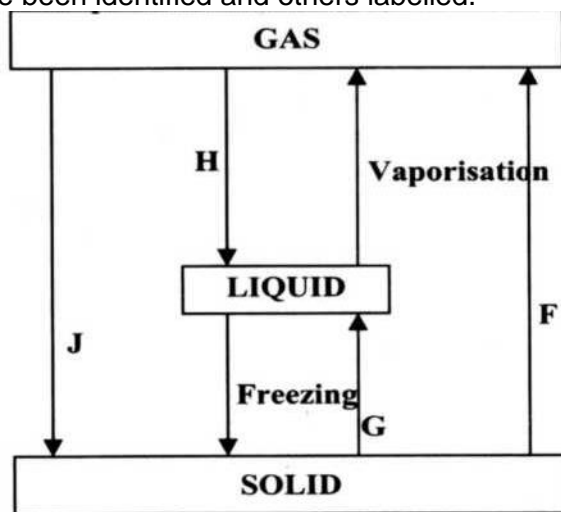 been identified and others labelled.
GAS
H
Vaporisation
LIQUID
F
J
Freezing
G
SOLID